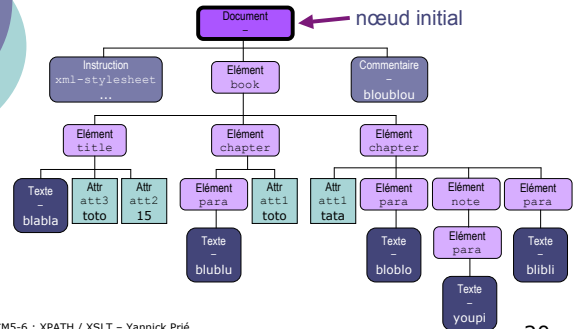 Document
–
nœud initial
Instruction
xml-stylesheet
...
Elément
book
Commentaire
–
bloublou
Elément
title
Elément
chapter
Elément
chapter
Texte
–
blabla
Attr
att3
toto
Attr
att2
15
Elément
para
Attr
att1
toto
Attr
att1
tata
Elément
para
Elément
note
Elément
para
Texte
–
blublu
Texte
–
bloblo
Elément
para
Texte
–
blibli
Texte
–
youpi
M5-6 : XPATH / XSLT – Yannick Prié